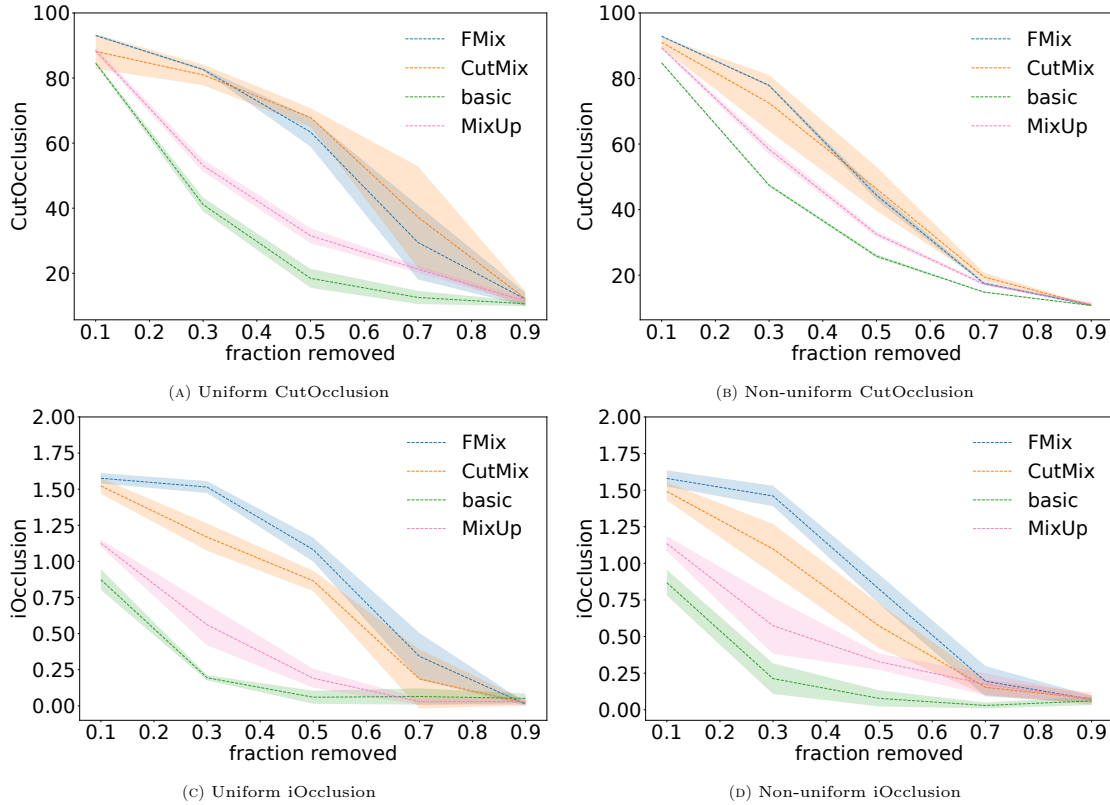 100
80
60
40
20
CutOcclusion
FMix
CutMix
basic
MixUp
0.1 0.2 0.3 0.4 0.5 0.6 0.7 0.8 0.9
fraction removed
(A) Uniform CutOcclusion
100
80
60
40
20
CutOcclusion
FMix
CutMix
basic
MixUp
0.1 0.2 0.3 0.4 0.5 0.6 0.7 0.8 0.9
fraction removed
(B) Non-uniform CutOcclusion
2.00
1.75
1.50
1.25
1.00
0.75
0.50
0.25
0.00
iOcclusion
FMix
CutMix
basic
MixUp
0.1 0.2 0.3 0.4 0.5 0.6 0.7 0.8 0.9
fraction removed
(C) Uniform iOcclusion
2.00
1.75
1.50
1.25
1.00
0.75
0.50
0.25
0.00
iOcclusion
FMix
CutMix
basic
MixUp
0.1 0.2 0.3 0.4 0.5 0.6 0.7 0.8 0.9
fraction removed
(D) Non-uniform iOcclusion